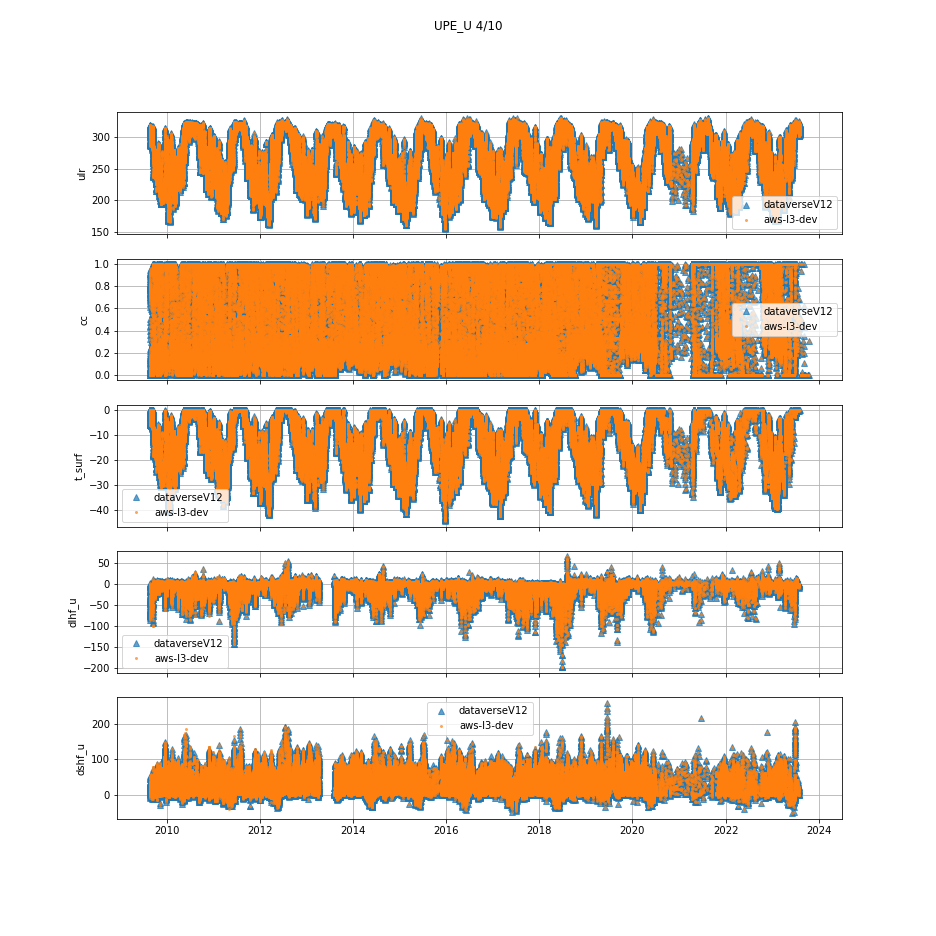 UPE_U 4/10
300
250
200
150
ulr
dataverseV12
aws-l3-dev
1.0
0.8
0.6
0.4
0.2
0.0
cc
dataverseV12
aws-l3-dev
0
−10
−20
−30
−40
t_surf
dataverseV12
aws-l3-dev
50
0
−50
−100
−150
−200
dlhf_u
dataverseV12
aws-l3-dev
200
100
0
dshf_u
dataverseV12
aws-l3-dev
2010 2012 2014 2016 2018 2020 2022 2024